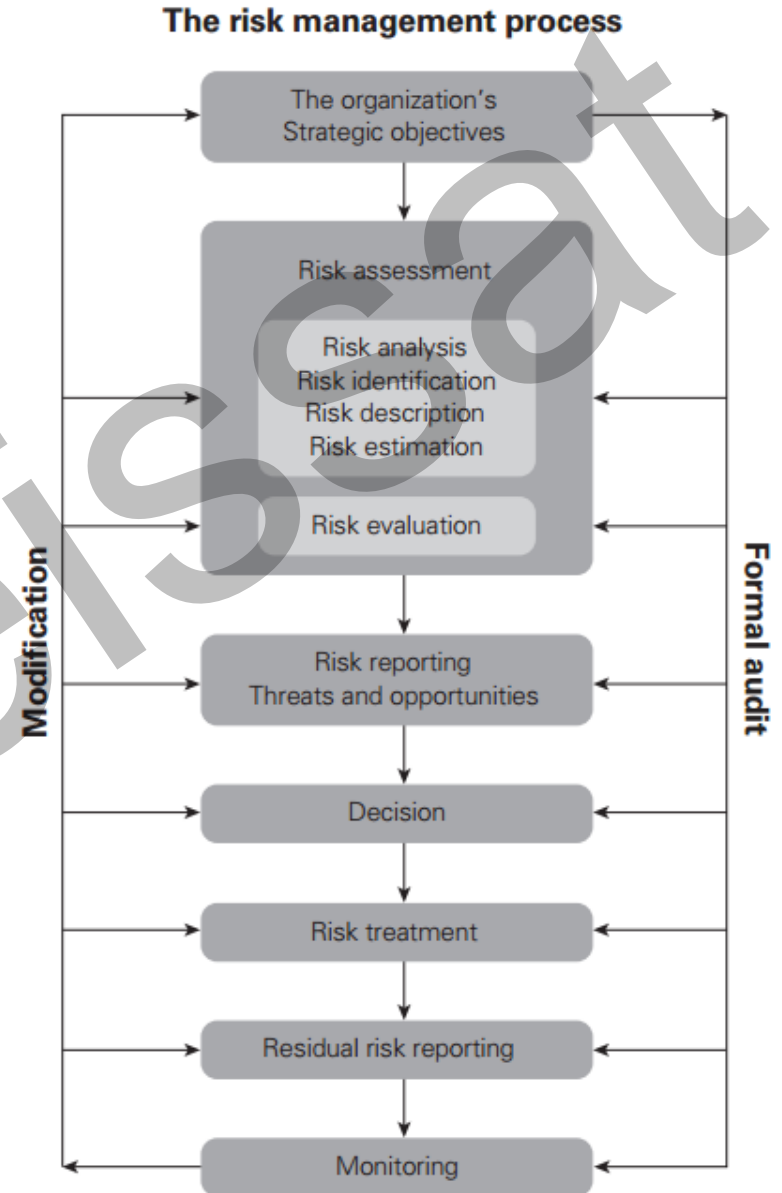 The risk management process
The organization's
Strategic objectives
Risk assessment
Risk analysis
Risk identification
Risk description
Risk estimation
Risk evaluation
Modification
Formal audit
Risk reporting
Threats and opportunities
Decision
Risk treatment
Residual risk reporting
Monitoring